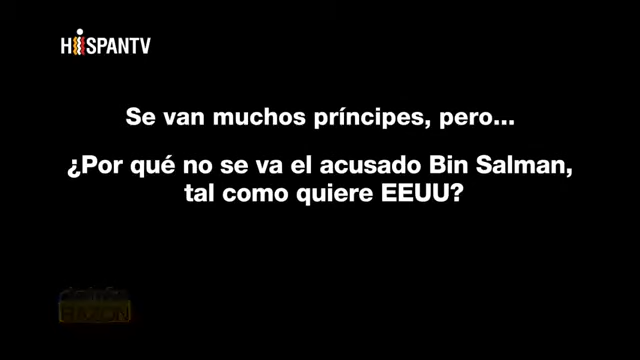 HISPANTV
Se van muchos príncipes, pero...
¿Por qué no se va el acusado Bin Salman,
tal como quiere EEUU?